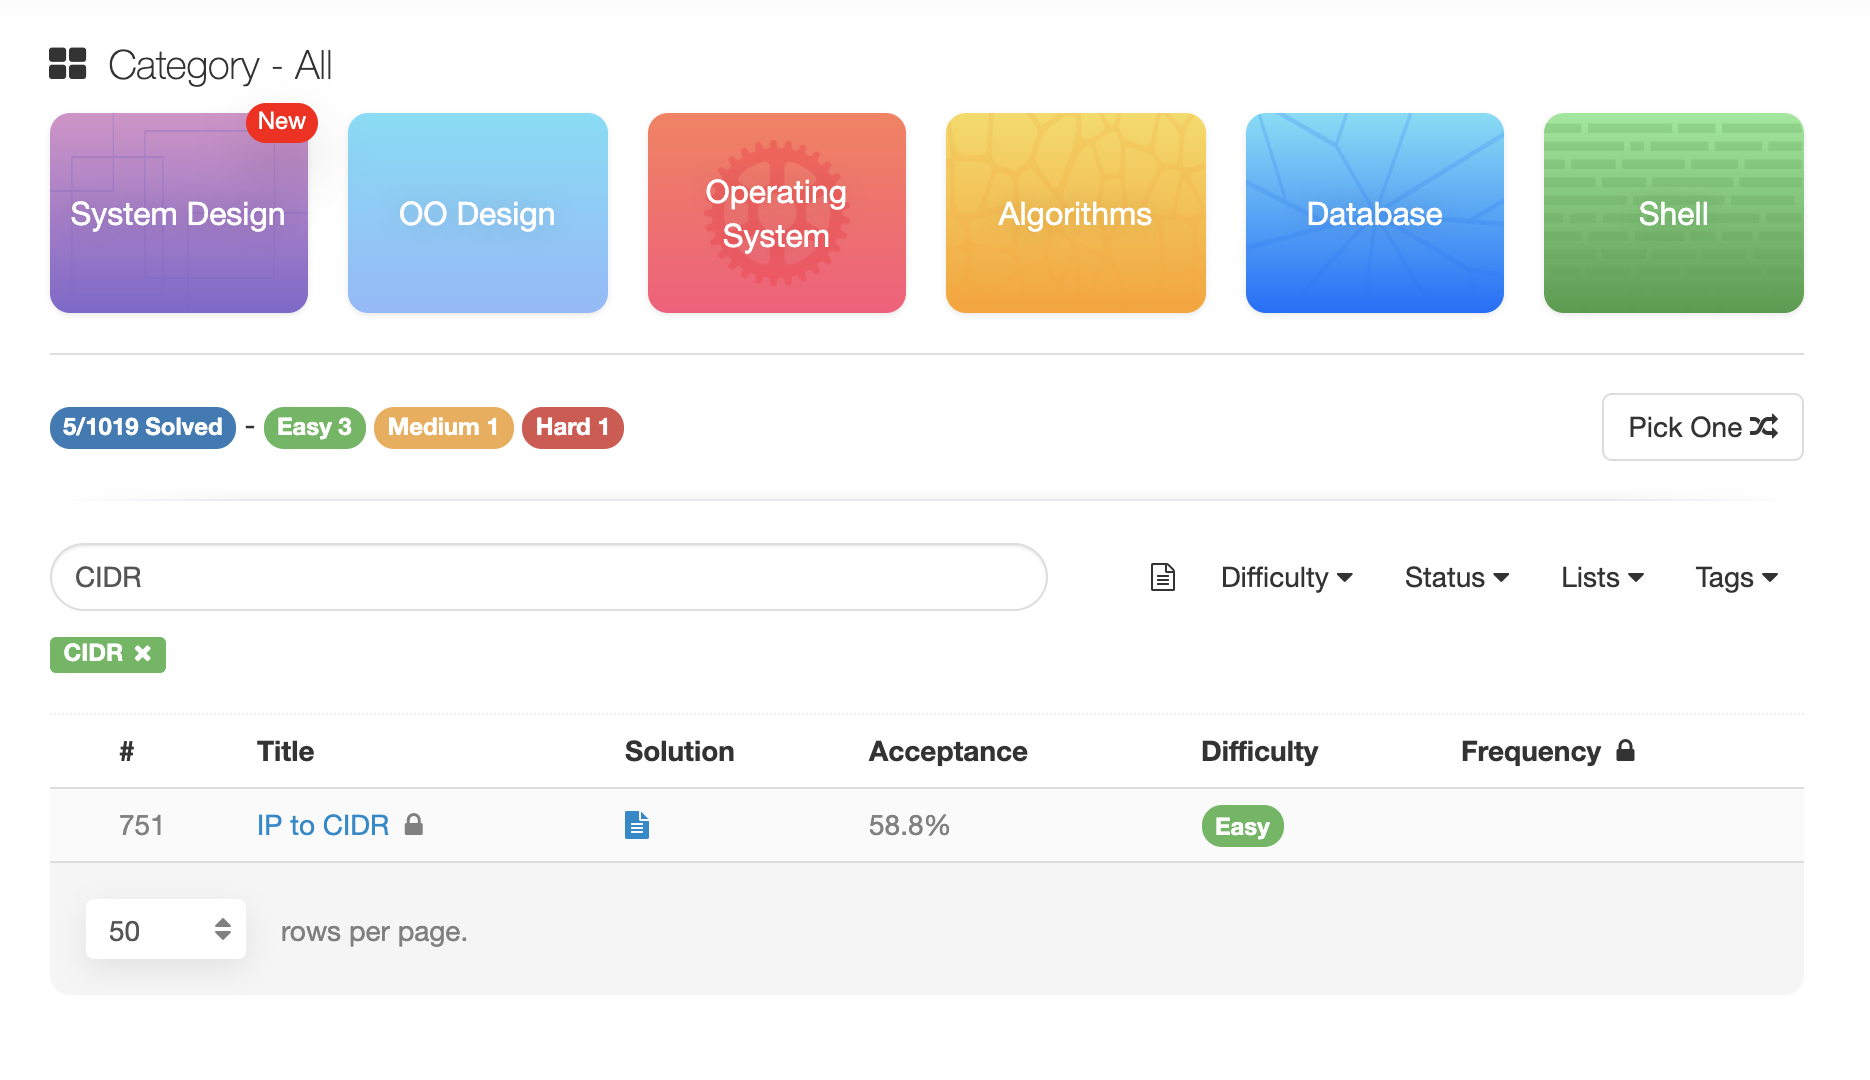 Category - All
New
System Design
OO Design
Operating
System
Algorithms
Database
Shell
5/1019 Solved - Easy 3 Medium 1 Hard 1
Pick One
CIDR
Difficulty Status Lists Tags
CIDR ×
# Title Solution Acceptance Difficulty Frequency
751 IP to CIDR 58.8% Easy
50 rows per page.